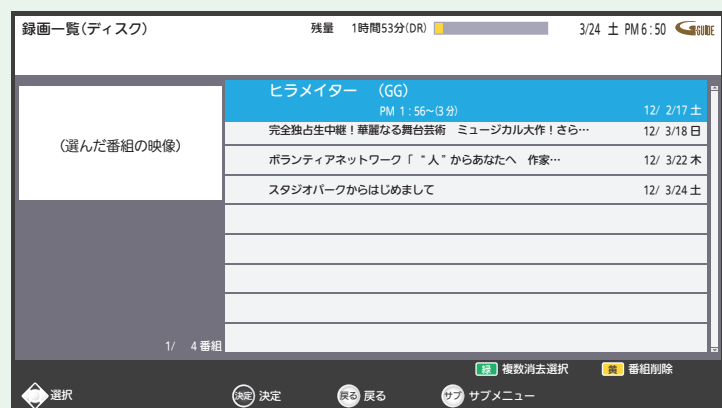 録画一覧(ディスク) 残量 1時間53分(DR) 3/24 土 PM 6:50 G GUIDE
ヒラメイター (GG)
PM 1:56~(3分) 12/ 2/17 土
(選んだ番組の映像)
完全独占生中継!華麗なる舞台芸術 ミュージカル大作!さら… 12/ 3/18 日
ボランティアネットワーク「“人”からあなたへ 作家… 12/ 3/22 木
スタジオパークからはじめまして 12/ 3/24 土
1/ 4 番組
緑 複数消去選択 黄 番組削除
選択 決定 決定 戻る 戻る サブ サブメニュー